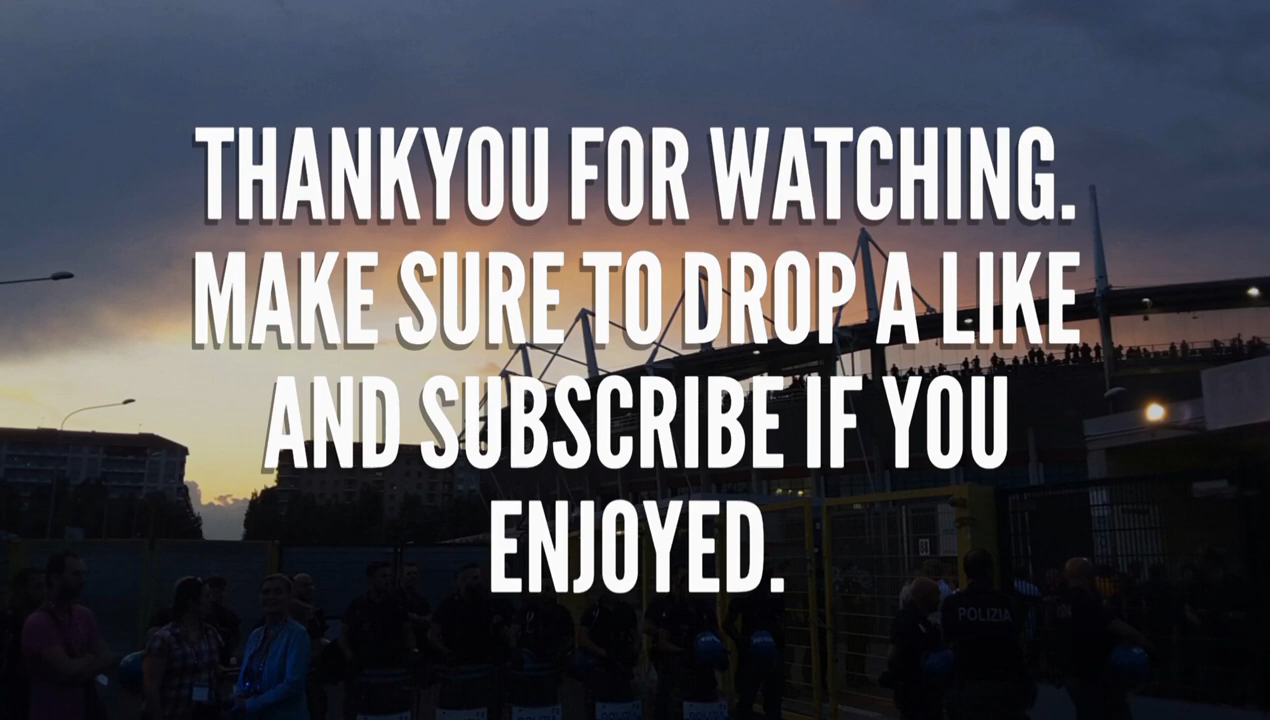 THANKYOU FOR WATCHING.
MAKE SURE TO DROP A LIKE
AND SUBSCRIBE IF YOU
ENJOYED.
POLIZIA